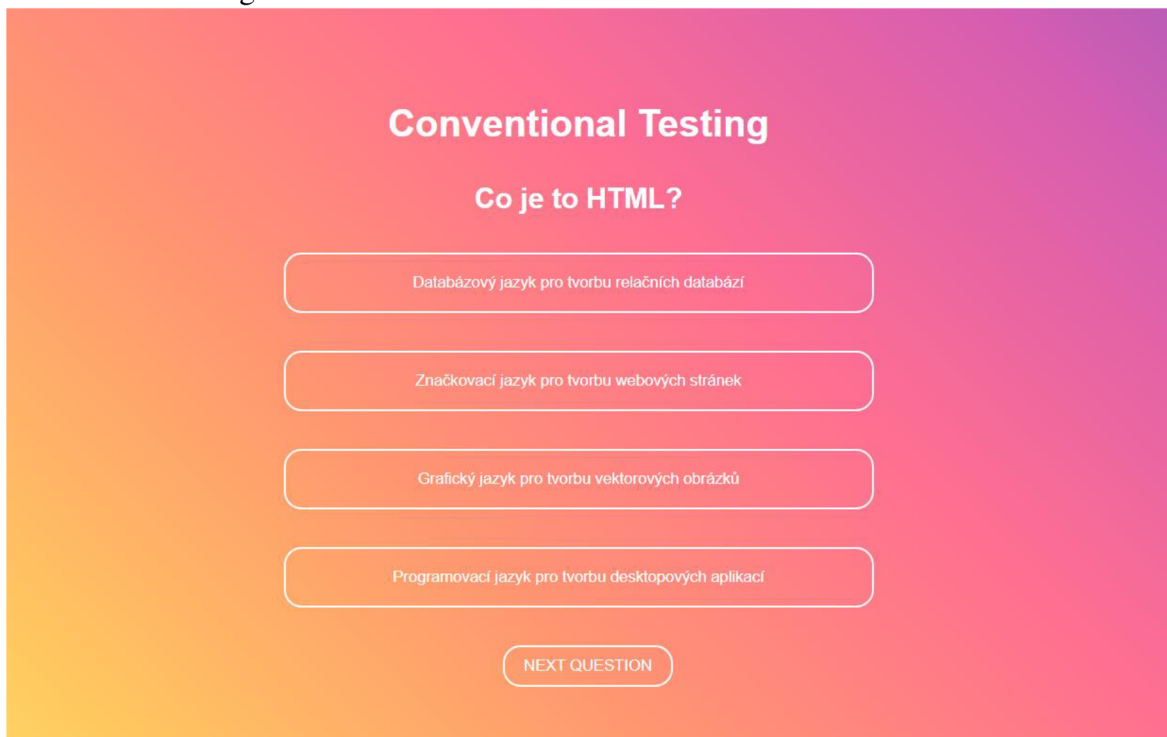 Conventional Testing
Co je to HTML?
Databázový jazyk pro tvorbu relačních databází
Značkovací jazyk pro tvorbu webových stránek
Grafický jazyk pro tvorbu vektorových obrázků
Programovací jazyk pro tvorbu desktopových aplikací
NEXT QUESTION